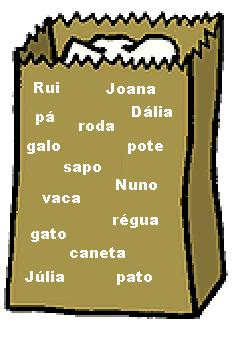 Rui Joana
pá Dália
roda
galo pote
sapo
Nuno
vaca
régua
gato
caneta
Júlia pato